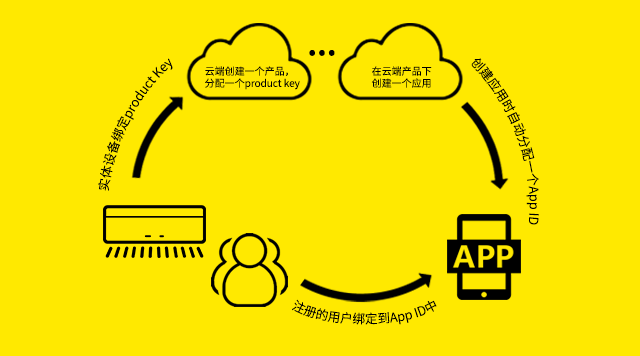 云端创建一个产品，
分配一个product key
在云端产品下
创建一个应用
实体设备绑定product Key
创建应用时自动分配一个App ID
APP
注册的用户绑定到App ID中